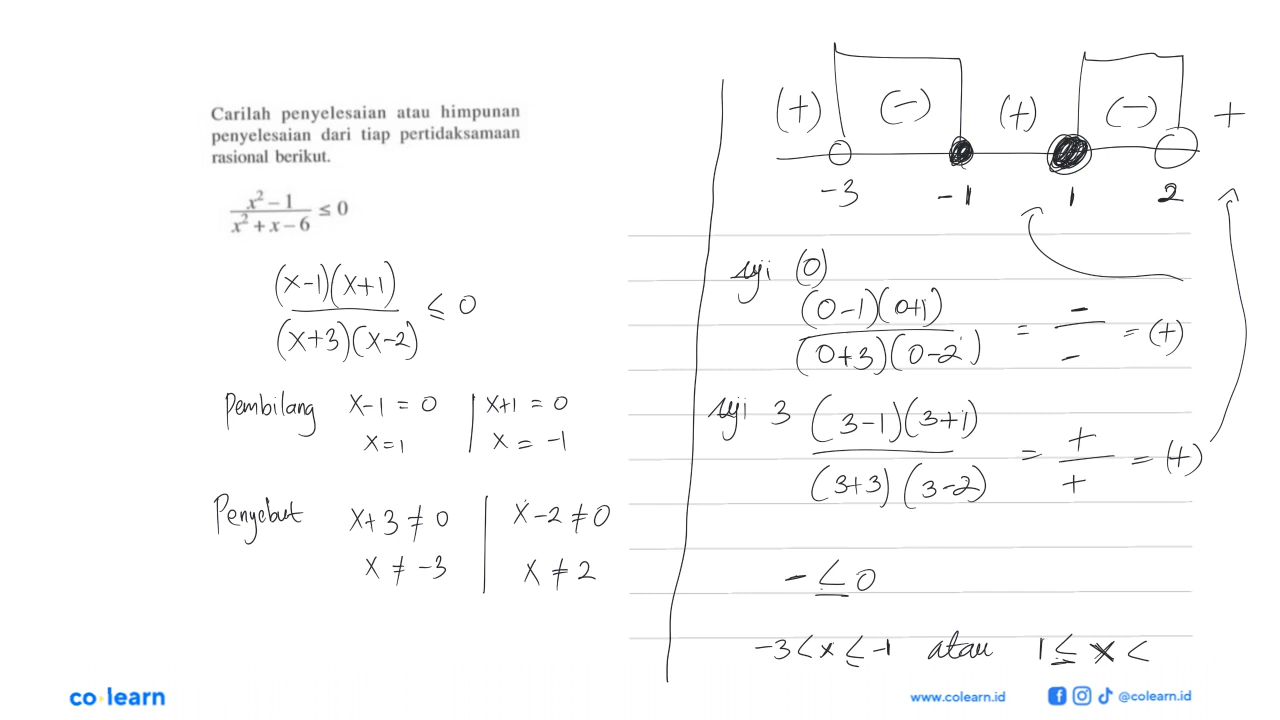 Carilah penyelesaian atau himpunan
penyelesaian dari tiap pertidaksamaan
rasional berikut.
x² - 1
x² + x - 6
≤ 0
(x-1)(x+1)
(x+3)(x-2)
≤ 0
Pembilang x-1 = 0 | x+1 = 0
x = 1 | x = -1
Penyebut x+3 ≠ 0 | x-2 ≠ 0
x ≠ -3 | x ≠ 2
(+) (-) (+) (-) +
-3 -1 1 2
uji (0)
(0-1)(0+1)
(0+3)(0-2)
= -/- = (+)
uji 3 (3-1)(3+1)
(3+3)(3-2)
= +/+ = (+)
- ≤ 0
-3 < x ≤ -1 atau 1 ≤ x <
co·learn
www.colearn.id
@colearn.id